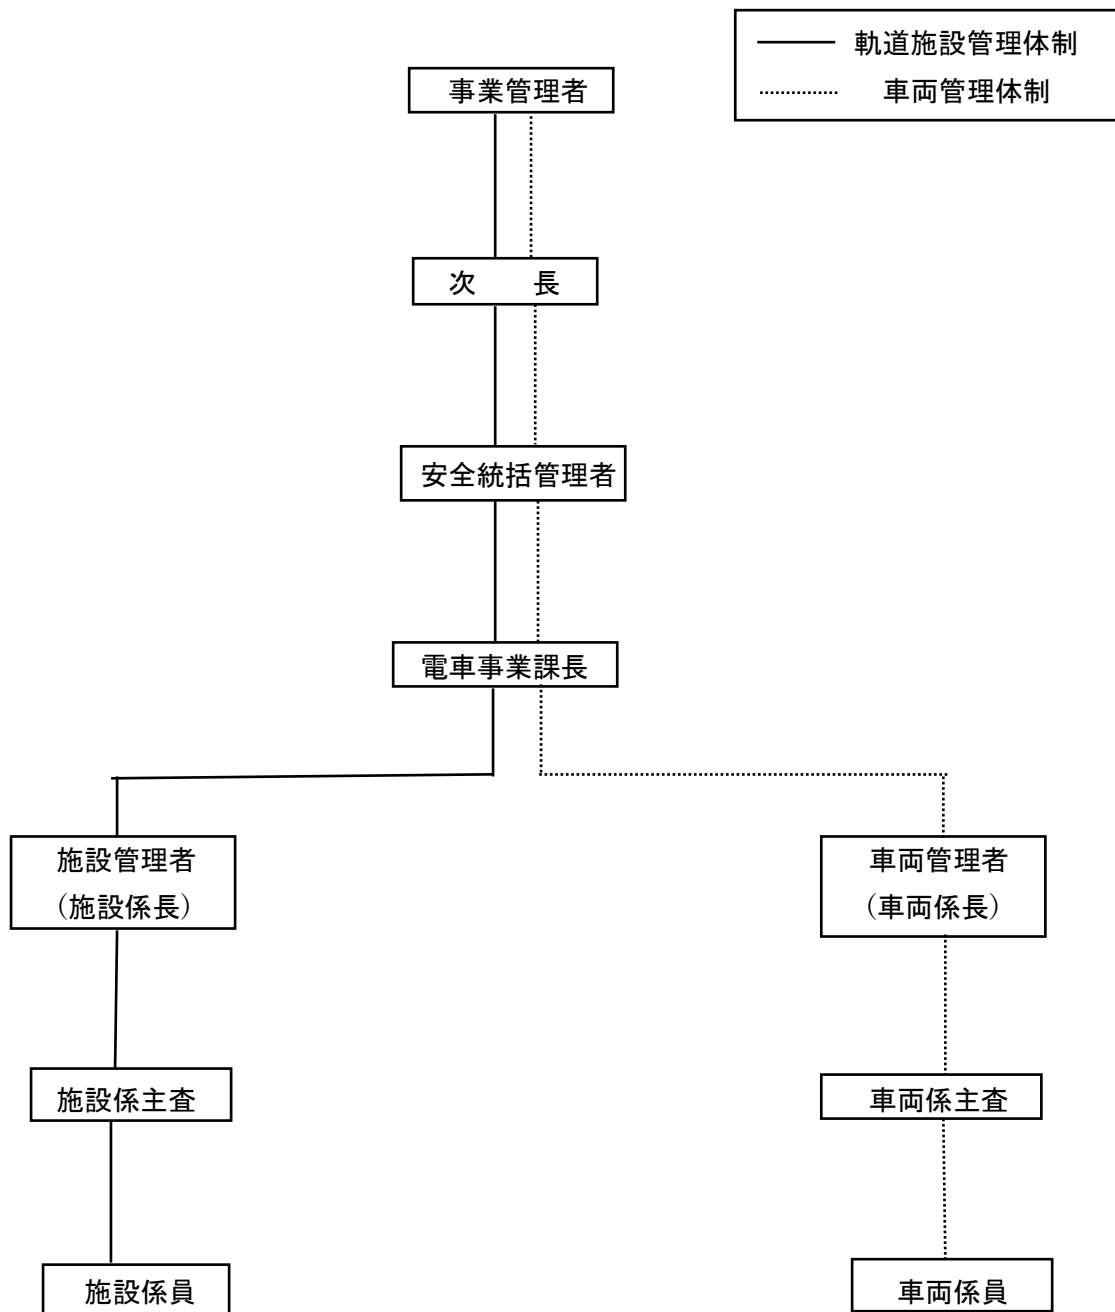 軌道施設管理体制
車両管理体制
事業管理者
次　　長
安全統括管理者
電車事業課長
施設管理者
（施設係長）
車両管理者
（車両係長）
施設係主査
車両係主査
施設係員
車両係員